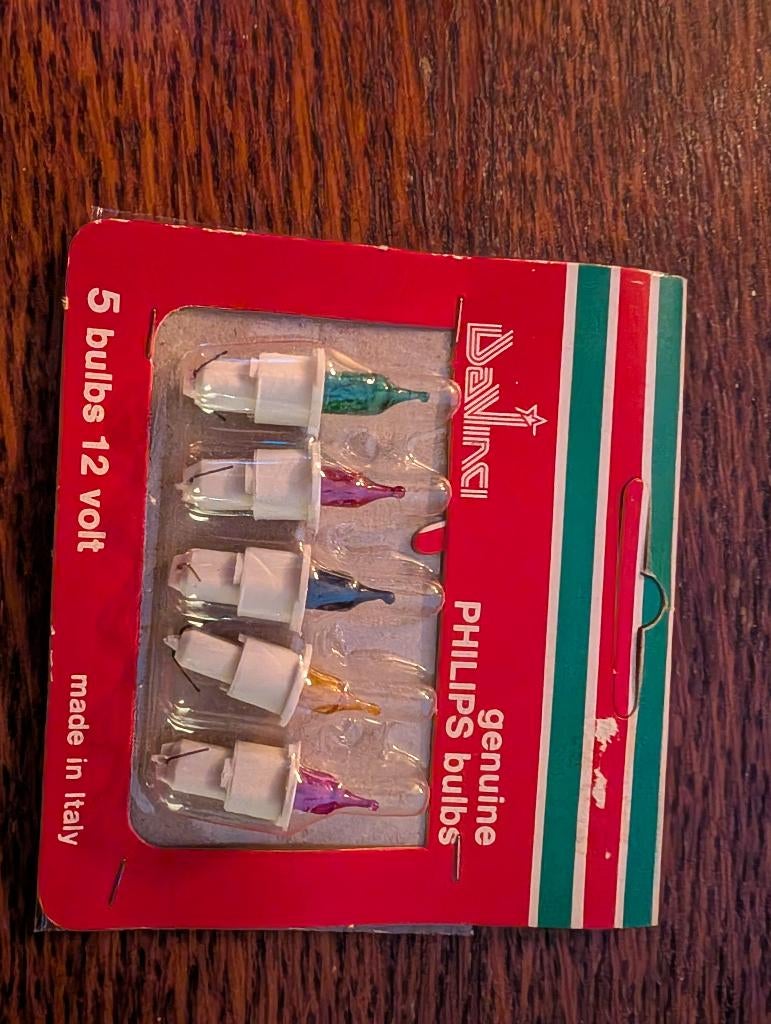 DaVinci
genuine
PHILIPS bulbs
5 bulbs 12 volt
made in Italy